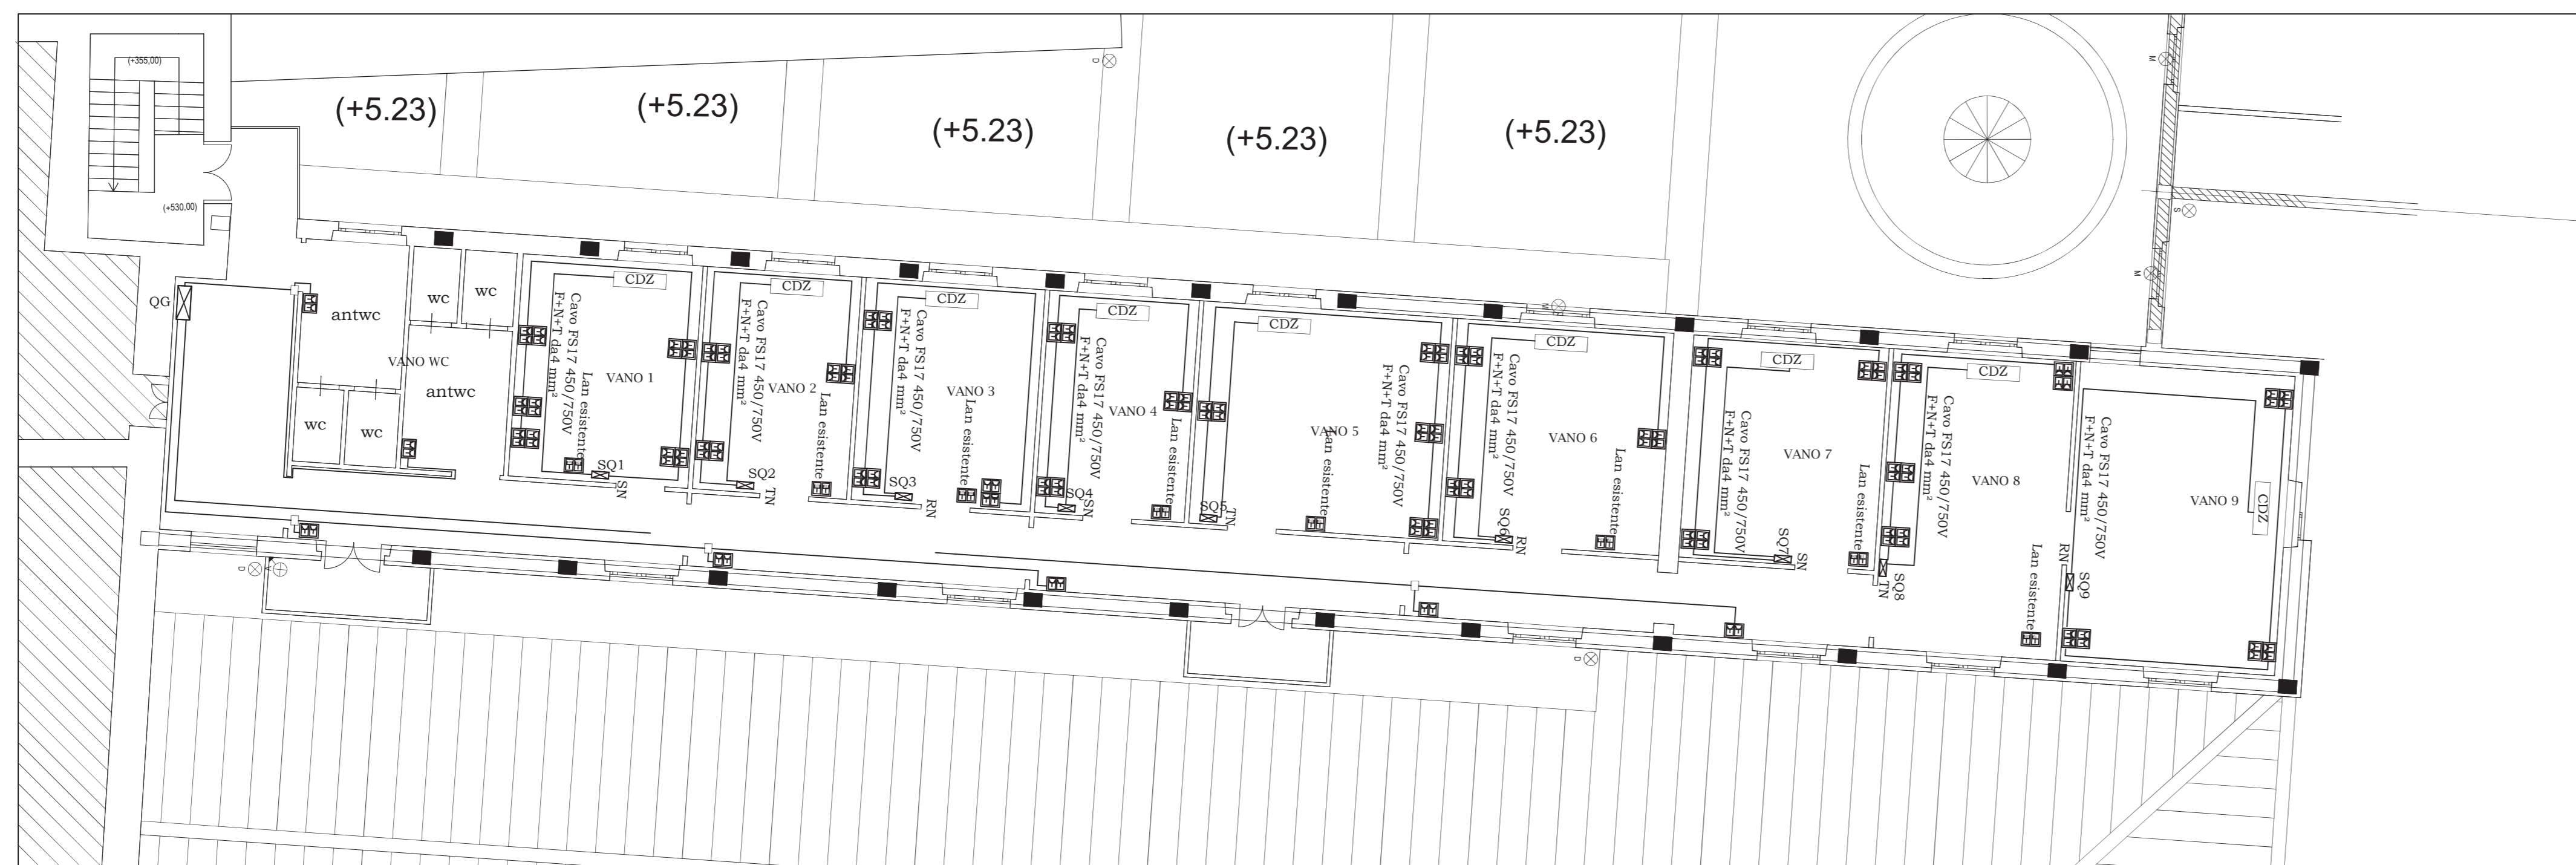 (+355,00)
(+5.23)
(+5.23)
(+5.23)
(+5.23)
(+5.23)
D
M
M
S
M
(+530,00)
QG
antwc
wc
wc
VANO WC
antwc
wc
wc
CDZ
Cavo FS17 450/750V
F+N+T da4 mm²
Lan esistente
VANO 1
SQ1
SN
CDZ
Cavo FS17 450/750V
F+N+T da4 mm²
VANO 2
Lan esistente
SQ2
TN
CDZ
Cavo FS17 450/750V
F+N+T da4 mm²
VANO 3
Lan esistente
SQ3
RN
CDZ
Cavo FS17 450/750V
F+N+T da4 mm²
VANO 4
Lan esistente
SQ4
SN
CDZ
VANO 5
Lan esistente
Cavo FS17 450/750V
F+N+T da4 mm²
SQ5
TN
CDZ
Cavo FS17 450/750V
F+N+T da4 mm²
VANO 6
Lan esistente
SQ6
RN
CDZ
Cavo FS17 450/750V
F+N+T da4 mm²
VANO 7
Lan esistente
SQ7
SN
CDZ
Cavo FS17 450/750V
F+N+T da4 mm²
VANO 8
Lan esistente
SQ8
TN
Cavo FS17 450/750V
F+N+T da4 mm²
VANO 9
CDZ
RN
SQ9
D
V
D